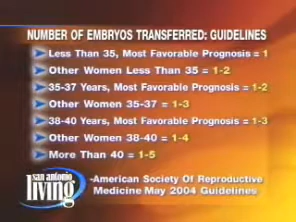 NUMBER OF EMBRYOS TRANSFERRED: GUIDELINES
Less Than 35, Most Favorable Prognosis = 1
Other Women Less Than 35 = 1-2
35-37 Years, Most Favorable Prognosis = 1-2
Other Women 35-37 = 1-3
38-40 Years, Most Favorable Prognosis = 1-3
Other Women 38-40 = 1-4
More Than 40 = 1-5
san antonio
living
-American Society Of Reproductive
Medicine May 2004 Guidelines